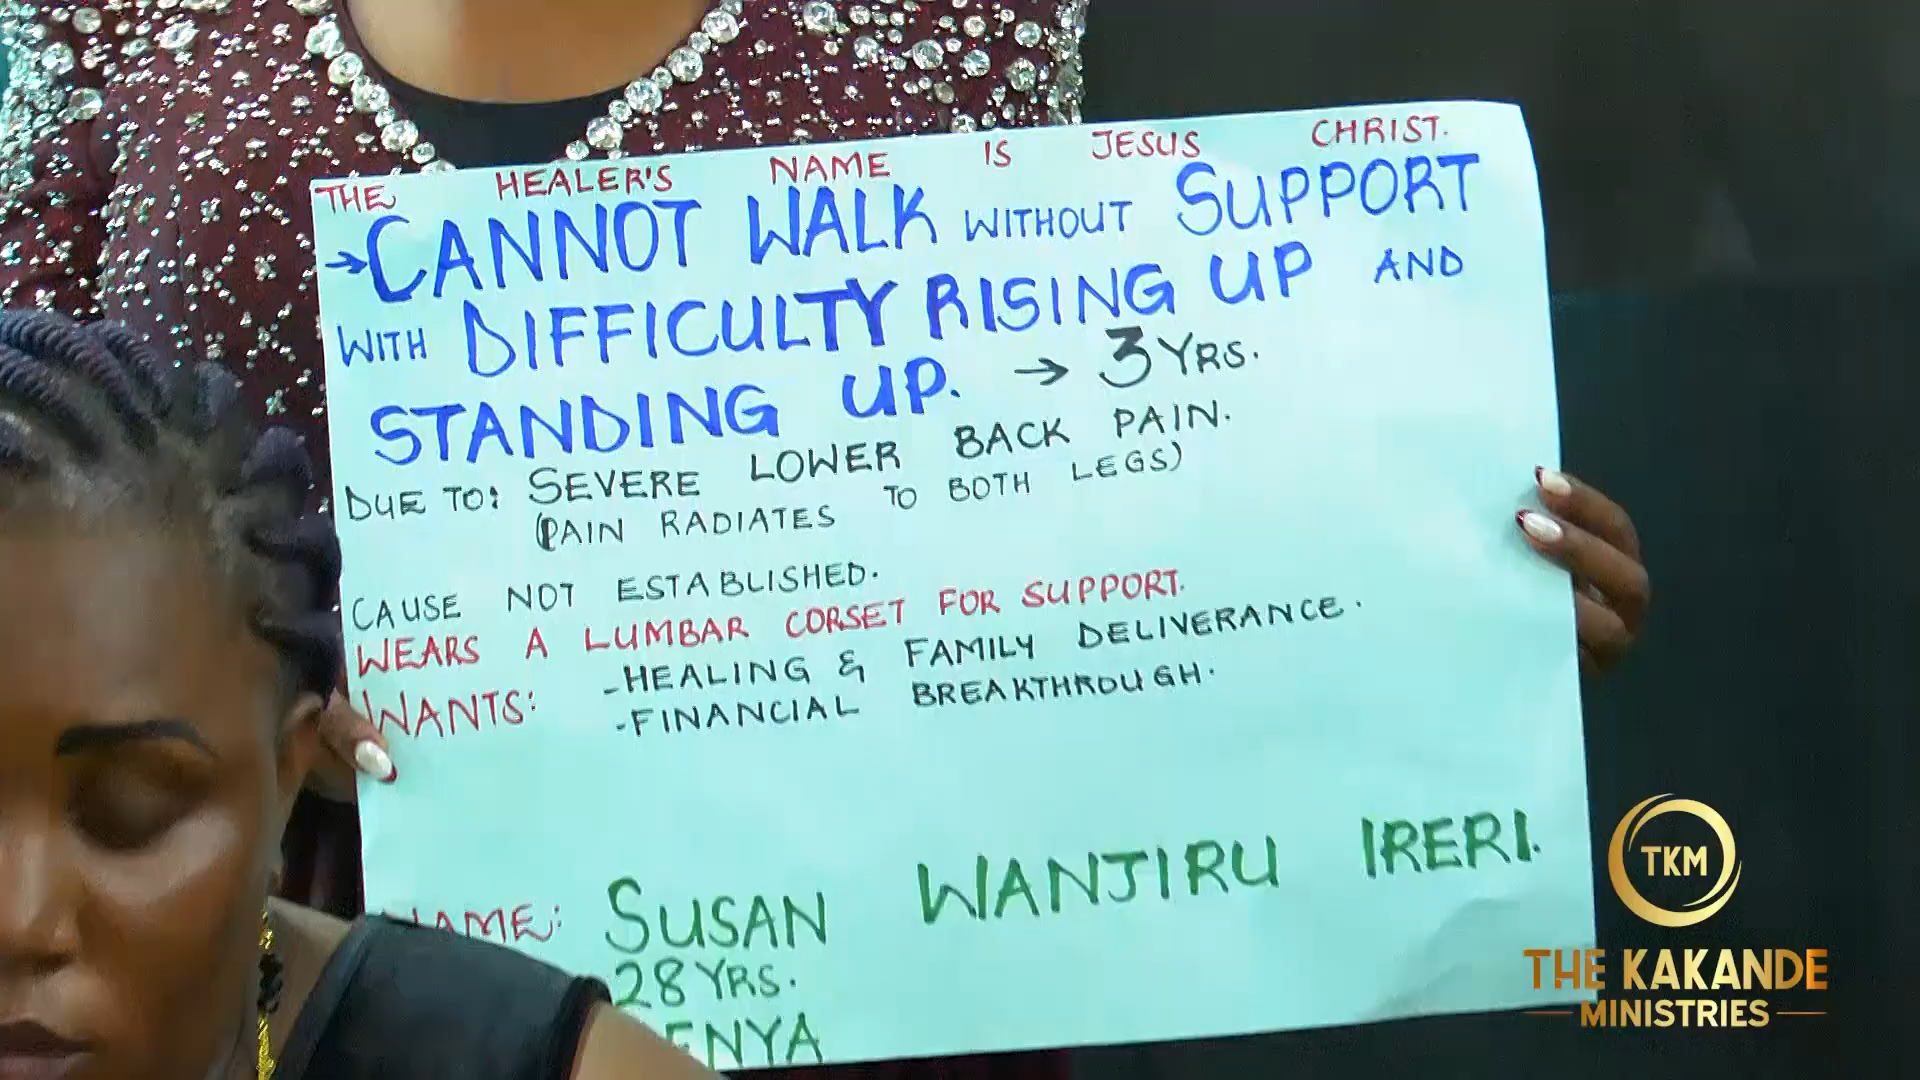 THE HEALER'S NAME IS JESUS CHRIST.
→CANNOT WALK WITHOUT SUPPORT
WITH DIFFICULTY RISING UP AND
STANDING UP. → 3 YRS.
DUE TO: SEVERE LOWER BACK PAIN.
(PAIN RADIATES TO BOTH LEGS)
CAUSE NOT ESTABLISHED.
WEARS A LUMBAR CORSET FOR SUPPORT.
WANTS: -HEALING & FAMILY DELIVERANCE.
-FINANCIAL BREAKTHROUGH.
NAME: SUSAN WANJIRU IRERI.
28 YRS.
KENYA
TKM
THE KAKANDE
MINISTRIES